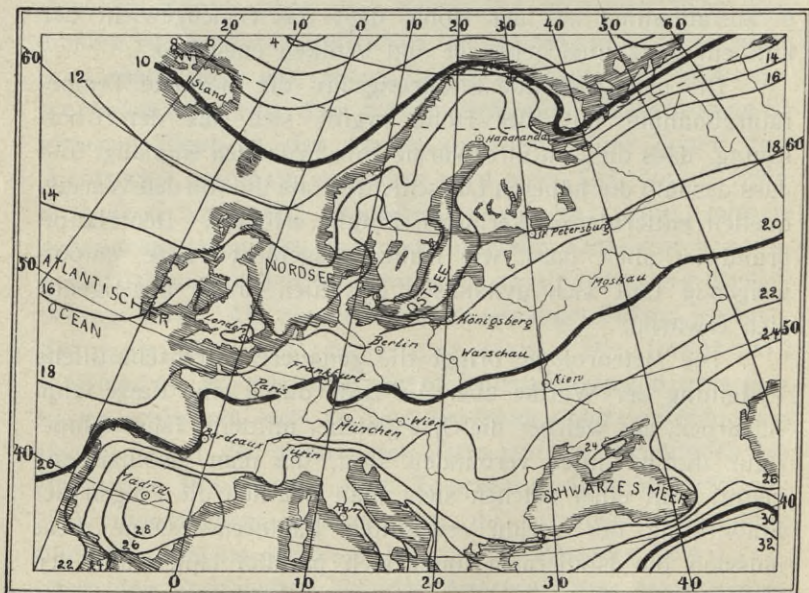 20 10 0 10 20 30 40 50 60
60
8 6 4
10
Island
12
14
16
Haparanda
60
18
14
St Petersburg
20
NORDSEE
OSTSEE
Moskau
50
ATLANTISCHER
OCEAN
16
22
24
50
London
Königsberg
Berlin
Warschau
18
Frankfurt
Paris
Kiew
München
Wien
Bordeaux
40
Turin
24
20
Madrid
SCHWARZES MEER
28
26
Rom
30
40
32
22 24
0 10 20 30 40